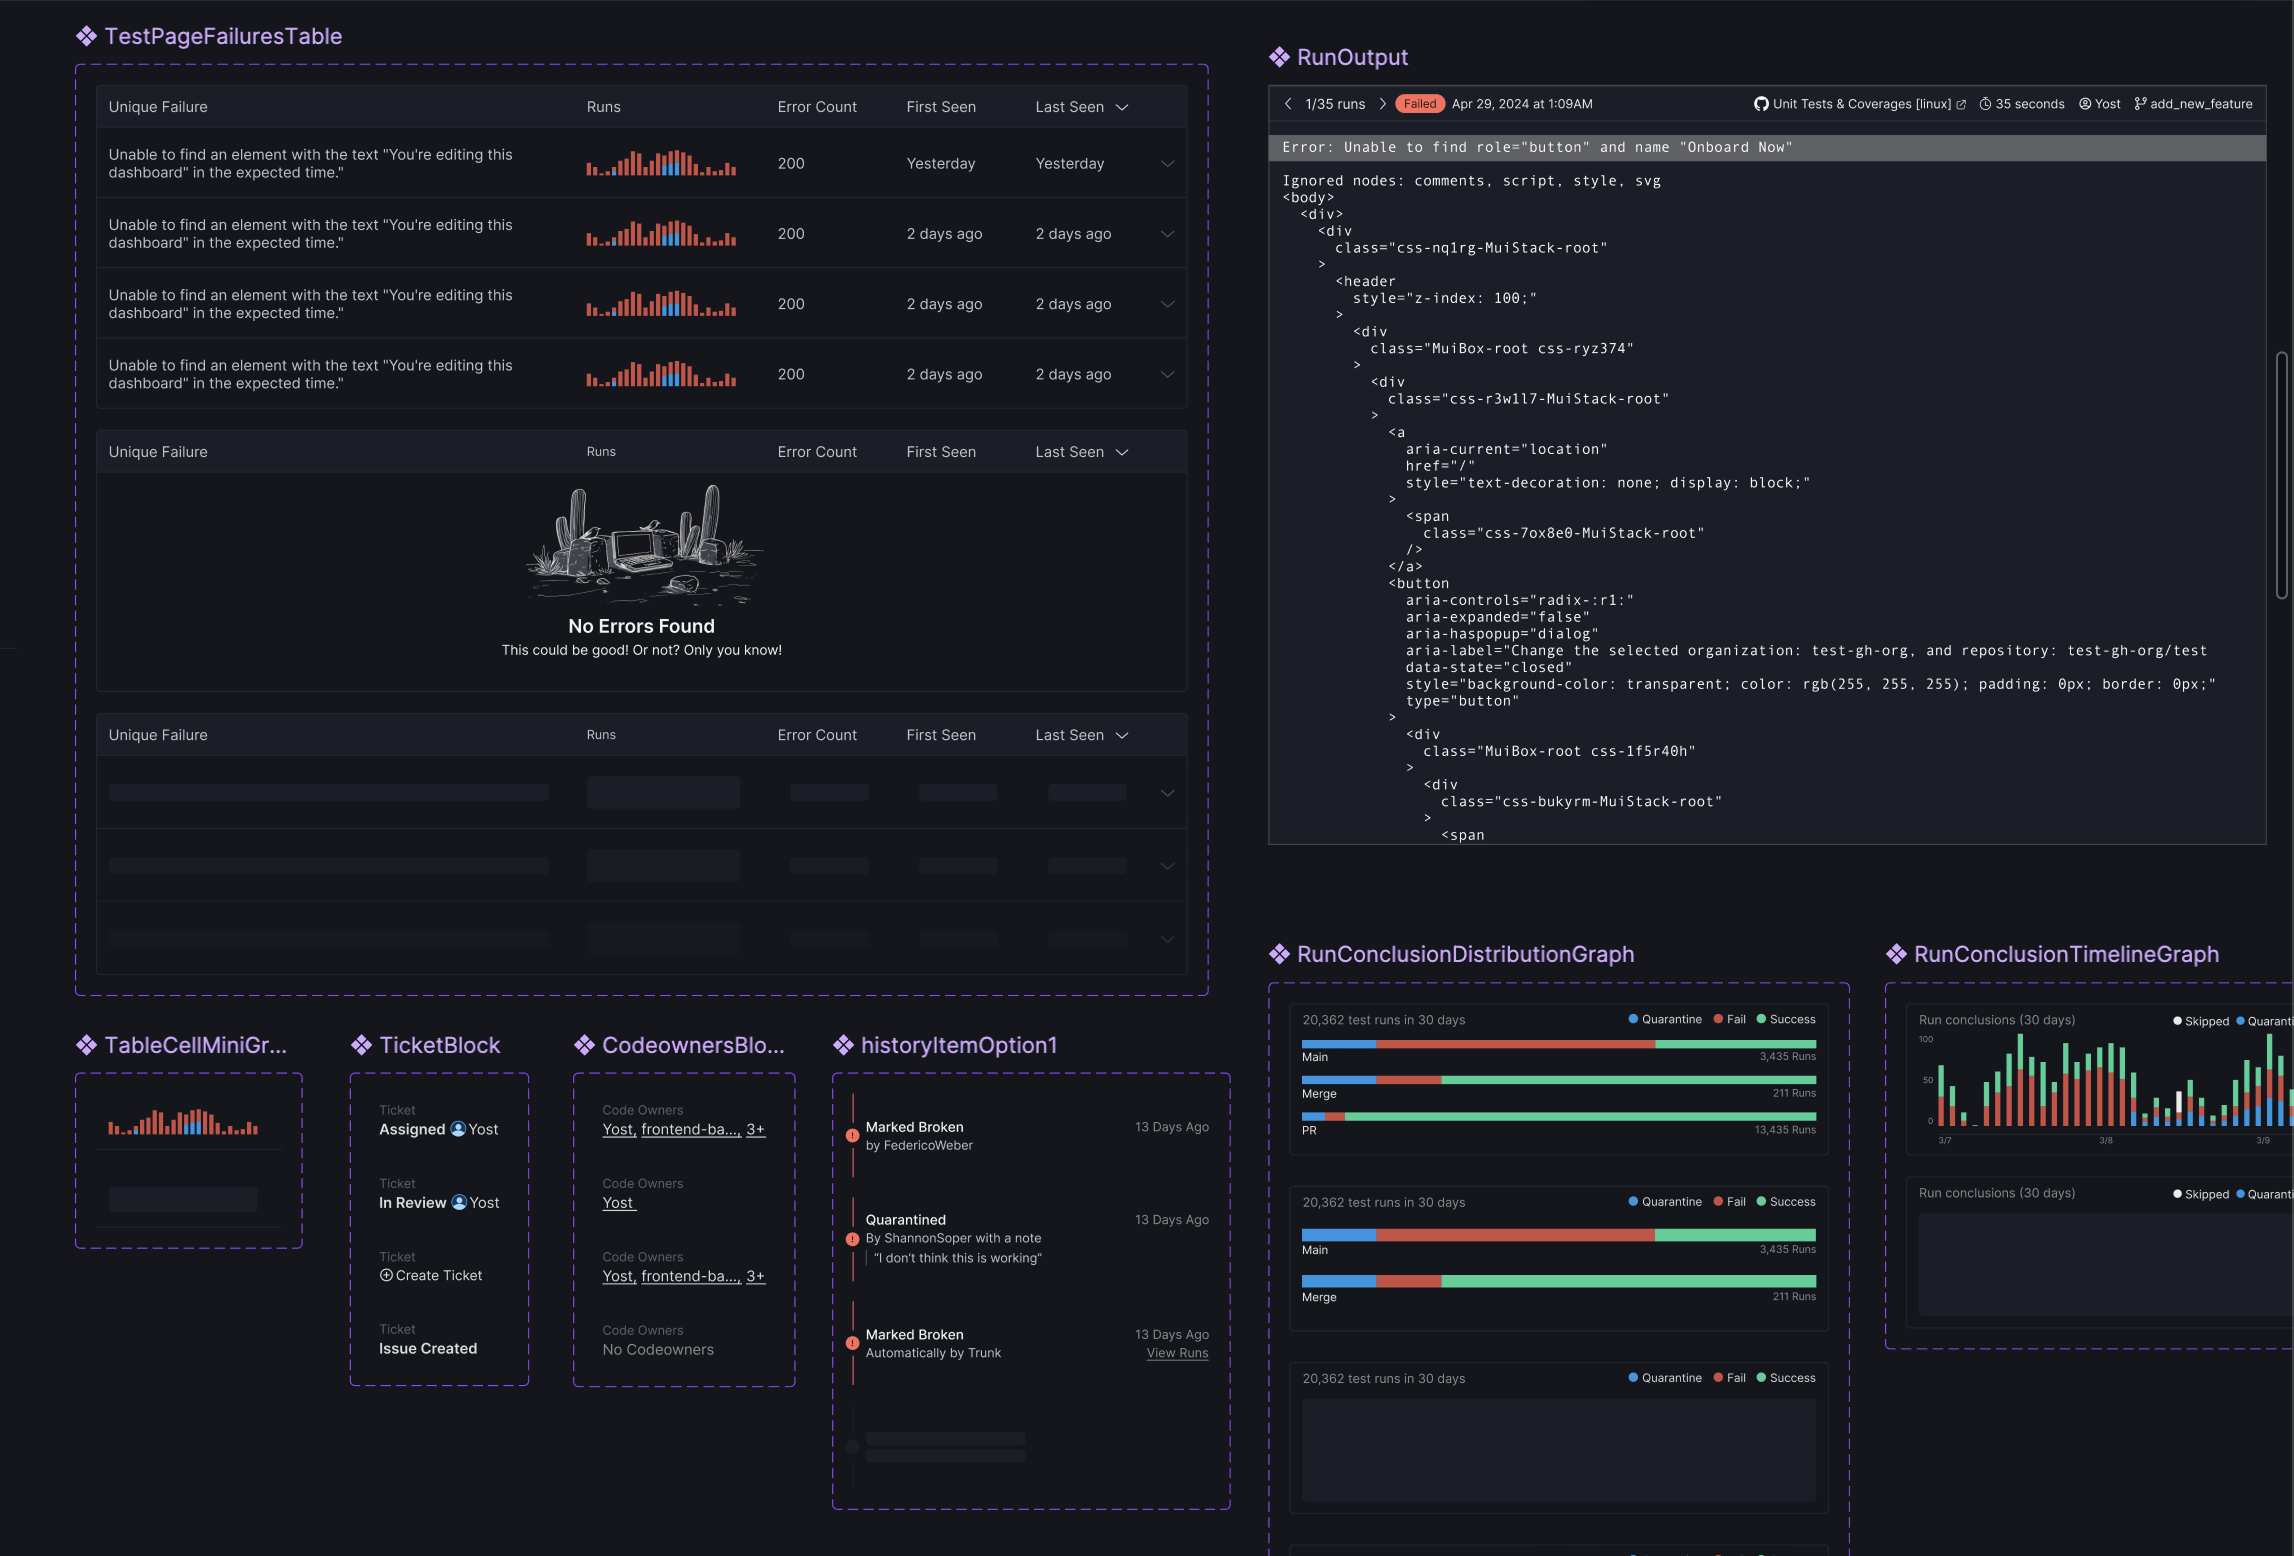 TestPageFailuresTable
Unique Failure Runs Error Count First Seen Last Seen
Unable to find an element with the text "You're editing this
dashboard" in the expected time."
200 Yesterday Yesterday
Unable to find an element with the text "You're editing this
dashboard" in the expected time."
200 2 days ago 2 days ago
Unable to find an element with the text "You're editing this
dashboard" in the expected time."
200 2 days ago 2 days ago
Unable to find an element with the text "You're editing this
dashboard" in the expected time."
200 2 days ago 2 days ago
Unique Failure Runs Error Count First Seen Last Seen
No Errors Found
This could be good! Or not? Only you know!
Unique Failure Runs Error Count First Seen Last Seen
RunOutput
1/35 runs Failed Apr 29, 2024 at 1:09AM Unit Tests & Coverages [linux] 35 seconds Yost add_new_feature
Error: Unable to find role="button" and name "Onboard Now"
Ignored nodes: comments, script, style, svg
<body>
<div>
<div
class="css-nq1rg-MuiStack-root"
>
<header
style="z-index: 100;"
>
<div
class="MuiBox-root css-ryz374"
>
<div
class="css-r3w1l7-MuiStack-root"
>
<a
aria-current="location"
href="/"
style="text-decoration: none; display: block;"
>
<span
class="css-7ox8e0-MuiStack-root"
/>
</a>
<button
aria-controls="radix-:r1:"
aria-expanded="false"
aria-haspopup="dialog"
aria-label="Change the selected organization: test-gh-org, and repository: test-gh-org/test
data-state="closed"
style="background-color: transparent; color: rgb(255, 255, 255); padding: 0px; border: 0px;"
type="button"
>
<div
class="MuiBox-root css-1f5r40h"
>
<div
class="css-bukyrm-MuiStack-root"
>
<span
TableCellMiniGr...
TicketBlock
Ticket
Assigned Yost
Ticket
In Review Yost
Ticket
Create Ticket
Ticket
Issue Created
CodeownersBlo...
Code Owners
Yost, frontend-ba..., 3+
Code Owners
Yost
Code Owners
Yost, frontend-ba..., 3+
Code Owners
No Codeowners
historyItemOption1
Marked Broken 13 Days Ago
by FedericoWeber
Quarantined 13 Days Ago
By ShannonSoper with a note
“I don’t think this is working”
Marked Broken 13 Days Ago
Automatically by Trunk View Runs
RunConclusionDistributionGraph
20,362 test runs in 30 days Quarantine Fail Success
Main 3,435 Runs
Merge 211 Runs
PR 13,435 Runs
20,362 test runs in 30 days Quarantine Fail Success
Main 3,435 Runs
Merge 211 Runs
20,362 test runs in 30 days Quarantine Fail Success
RunConclusionTimelineGraph
Run conclusions (30 days) Skipped Quaranti
100
50
0
3/7 3/8 3/9
Run conclusions (30 days) Skipped Quaranti